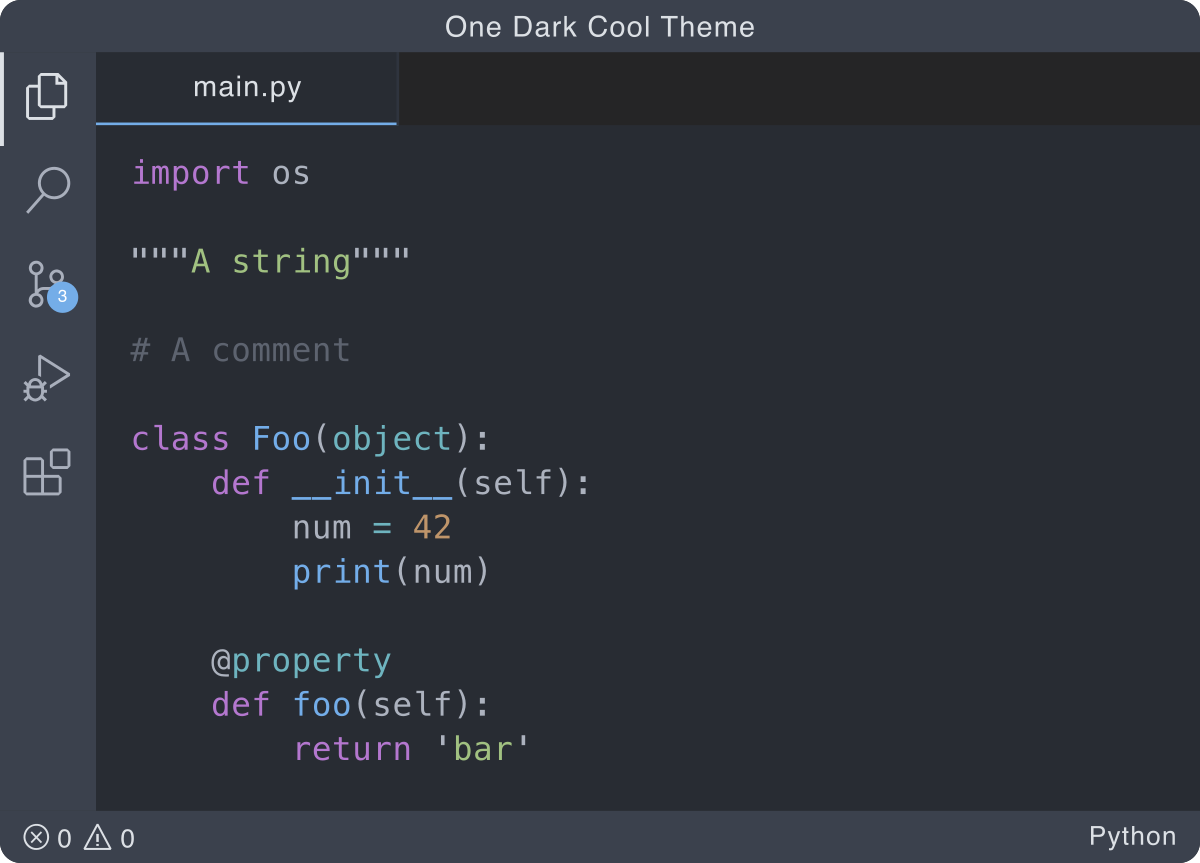 One Dark Cool Theme
main.py
import os
"""A string"""
# A comment
class Foo(object):
    def __init__(self):
        num = 42
        print(num)
    @property
    def foo(self):
        return 'bar'
3
0 0
Python